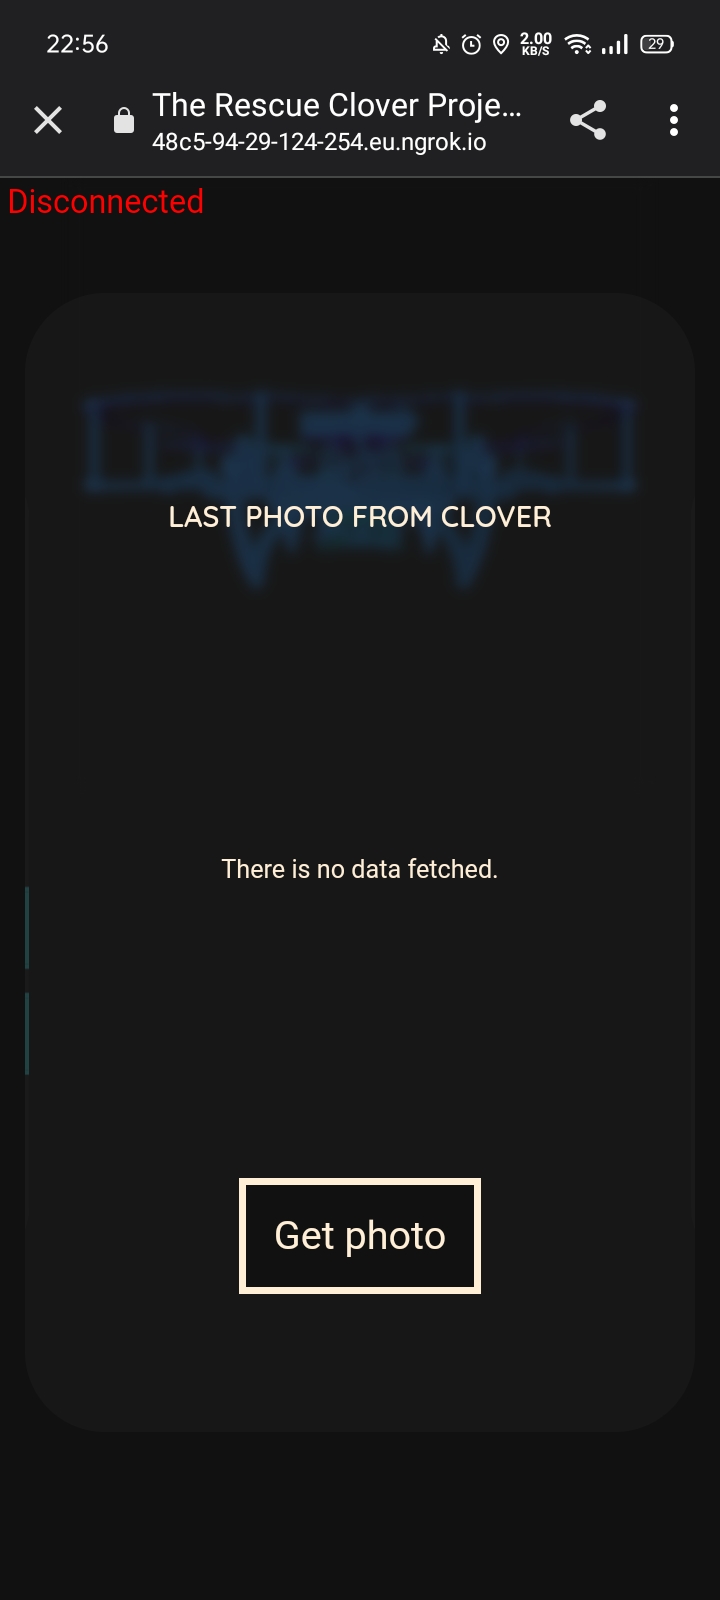 22:56
2.00
KB/S
29
The Rescue Clover Proje...
48c5-94-29-124-254.eu.ngrok.io
Disconnected
LAST PHOTO FROM CLOVER
There is no data fetched.
Get photo